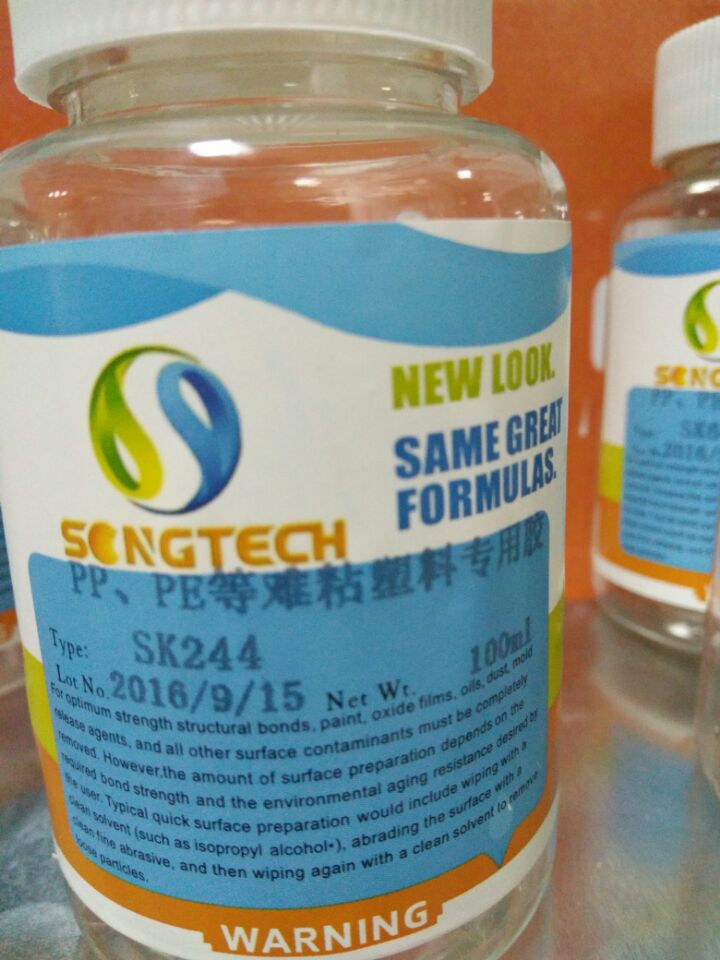 NEW LOOK.
SAME GREAT
FORMULAS.
SONGTECH
PP、PE等难粘塑料专用胶
Type: SK244 100ml
Lot No. 2016/9/15 Net Wt.
For optimum strength structural bonds, paint, oxide films, oils, dust, mold
release agents, and all other surface contaminants must be completely
removed. However,the amount of surface preparation depends on the
required bond strength and the environmental aging resistance desired by
the user. Typical quick surface preparation would include wiping with a
clean solvent (such as isopropyl alcohol•), abrading the surface with a
clean fine abrasive, and then wiping again with a clean solvent to remove
loose particles.
WARNING
SONG
PP、PE